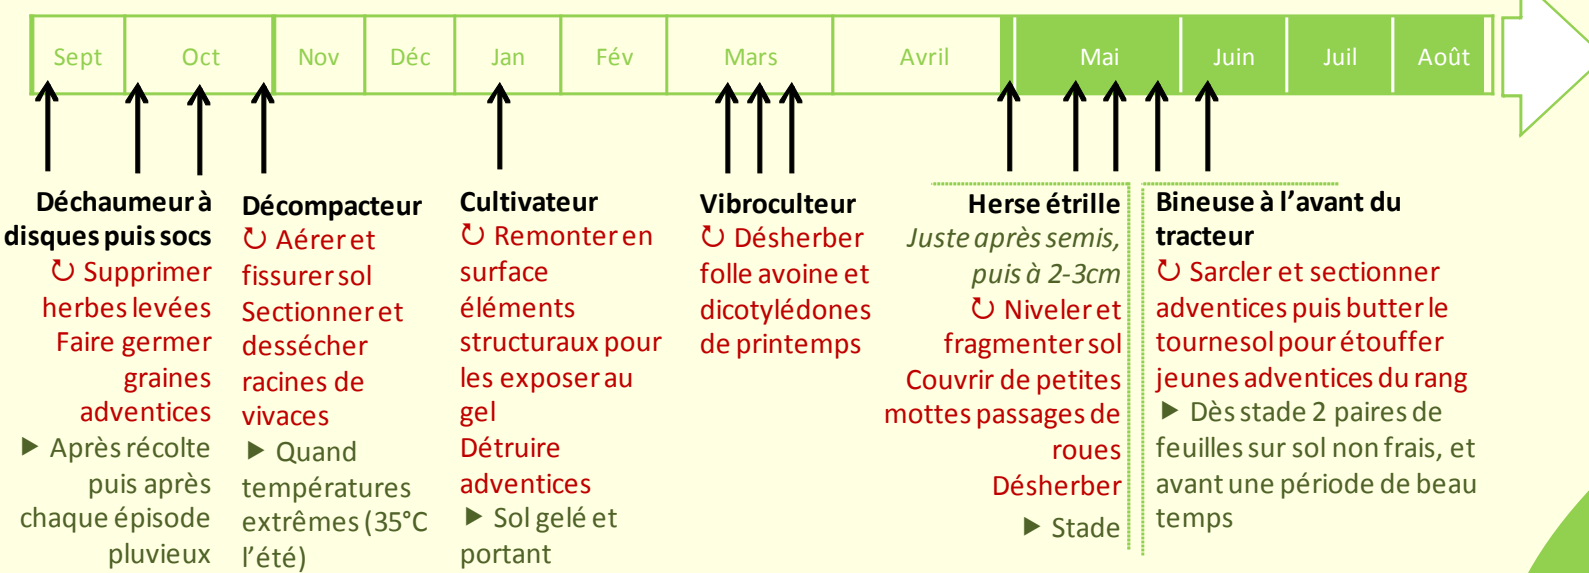 Sept Oct Nov Déc Jan Fév Mars Avril Mai Juin Juil Août
Déchaumeur à
disques puis socs
↻ Supprimer
herbes levées
Faire germer
graines
adventices
► Après récolte
puis après
chaque épisode
pluvieux
Décompacteur
↻ Aérer et
fissurer sol
Sectionner et
dessécher
racines de
vivaces
► Quand
températures
extrêmes (35°C
l'été)
Cultivateur
↻ Remonter en
surface
éléments
structuraux pour
les exposer au
gel
Détruire
adventices
► Sol gelé et
portant
Vibroculteur
↻ Désherber
folle avoine et
dicotylédones
de printemps
Herse étrille
Juste après semis,
puis à 2-3cm
↻ Niveler et
fragmenter sol
Couvrir de petites
mottes passages de
roues
Désherber
► Stade
Bineuse à l'avant du
tracteur
↻ Sarcler et sectionner
adventices puis butter le
tournesol pour étouffer
jeunes adventices du rang
► Dès stade 2 paires de
feuilles sur sol non frais, et
avant une période de beau
temps